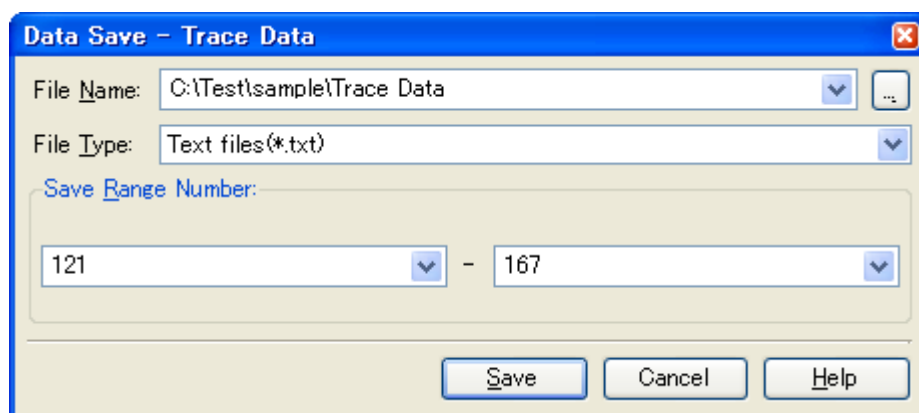 Data Save - Trace Data
File Name: C:\Test\sample\Trace Data ...
File Type: Text files(*.txt)
Save Range Number:
121 - 167
Save Cancel Help